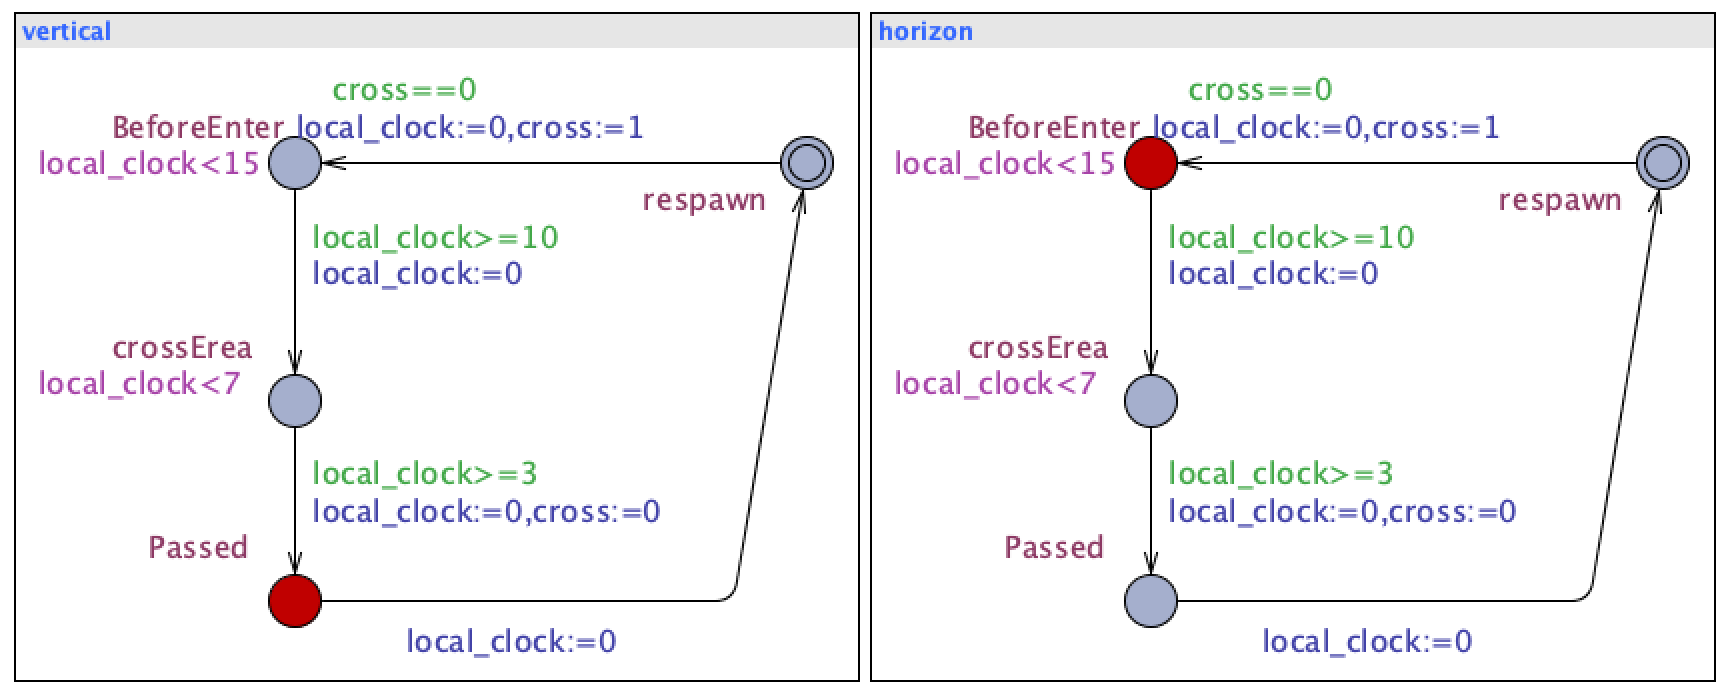 vertical
cross==0
BeforeEnter local_clock:=0,cross:=1
local_clock<15
respawn
local_clock>=10
local_clock:=0
crossErea
local_clock<7
local_clock>=3
local_clock:=0,cross:=0
Passed
local_clock:=0
horizon
cross==0
BeforeEnter local_clock:=0,cross:=1
local_clock<15
respawn
local_clock>=10
local_clock:=0
crossErea
local_clock<7
local_clock>=3
local_clock:=0,cross:=0
Passed
local_clock:=0